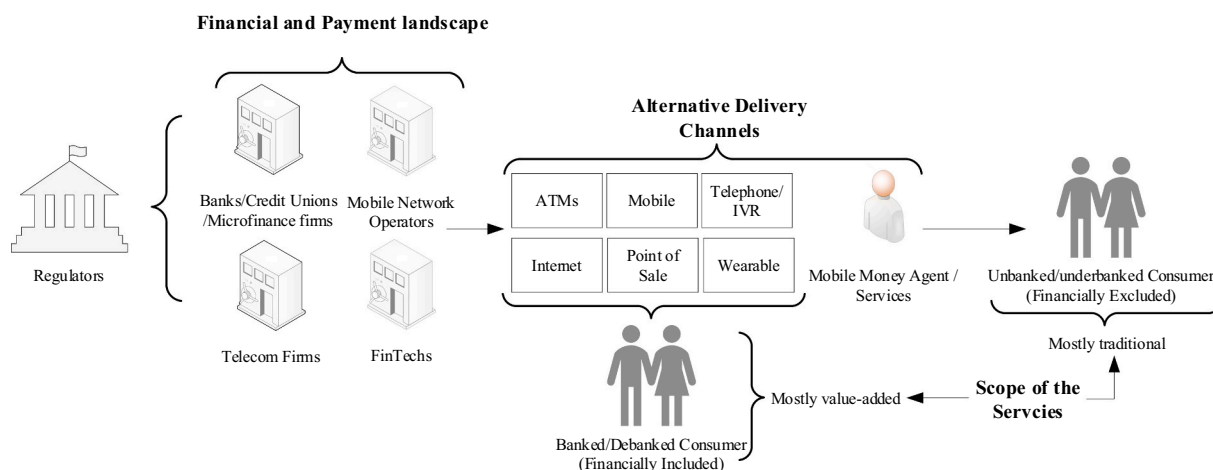 Financial and Payment landscape
Alternative Delivery
Channels
Regulators
Banks/Credit Unions
/Microfinance firms
Mobile Network
Operators
Telecom Firms
FinTechs
ATMs
Mobile
Telephone/
IVR
Internet
Point of
Sale
Wearable
Mobile Money Agent /
Services
Unbanked/underbanked Consumer
(Financially Excluded)
Mostly traditional
Scope of the
Servcies
Mostly value-added
Banked/Debanked Consumer
(Financially Included)